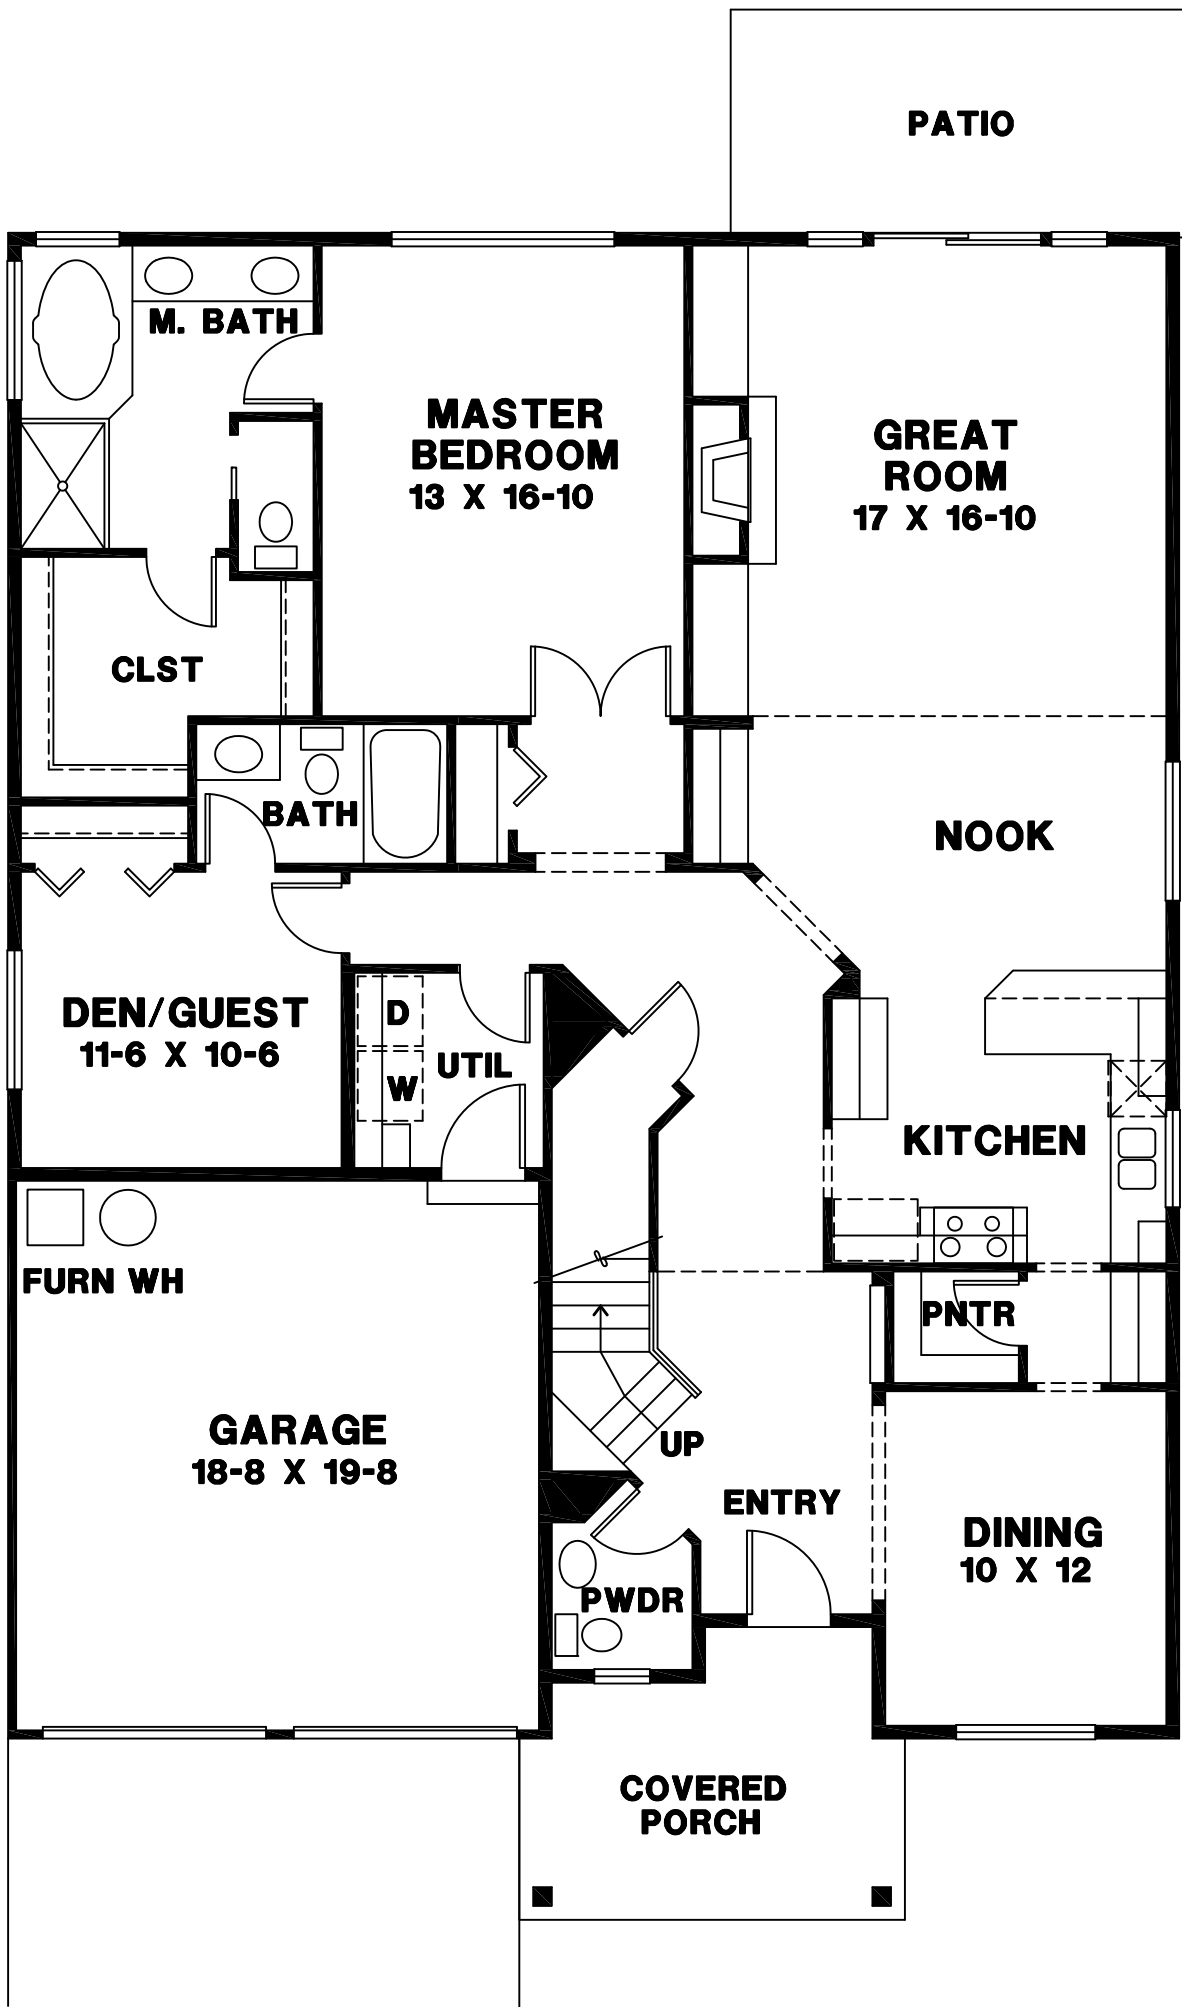 PATIO
M. BATH
MASTER
BEDROOM
13 X 16-10
GREAT
ROOM
17 X 16-10
CLST
BATH
NOOK
DEN/GUEST
11-6 X 10-6
D
W
UTIL
KITCHEN
FURN WH
PNTR
GARAGE
18-8 X 19-8
UP
ENTRY
DINING
10 X 12
PWDR
COVERED
PORCH